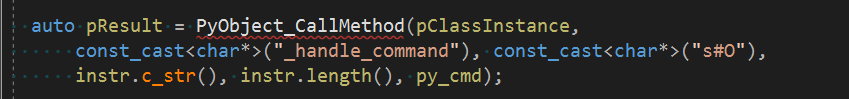 auto pResult = PyObject_CallMethod(pClassInstance,
const_cast<char*>("_handle_command"), const_cast<char*>("s#O"),
instr.c_str(), instr.length(), py_cmd);